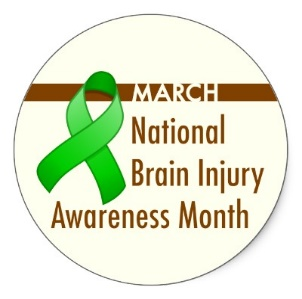 MARCH
National
Brain Injury
Awareness Month